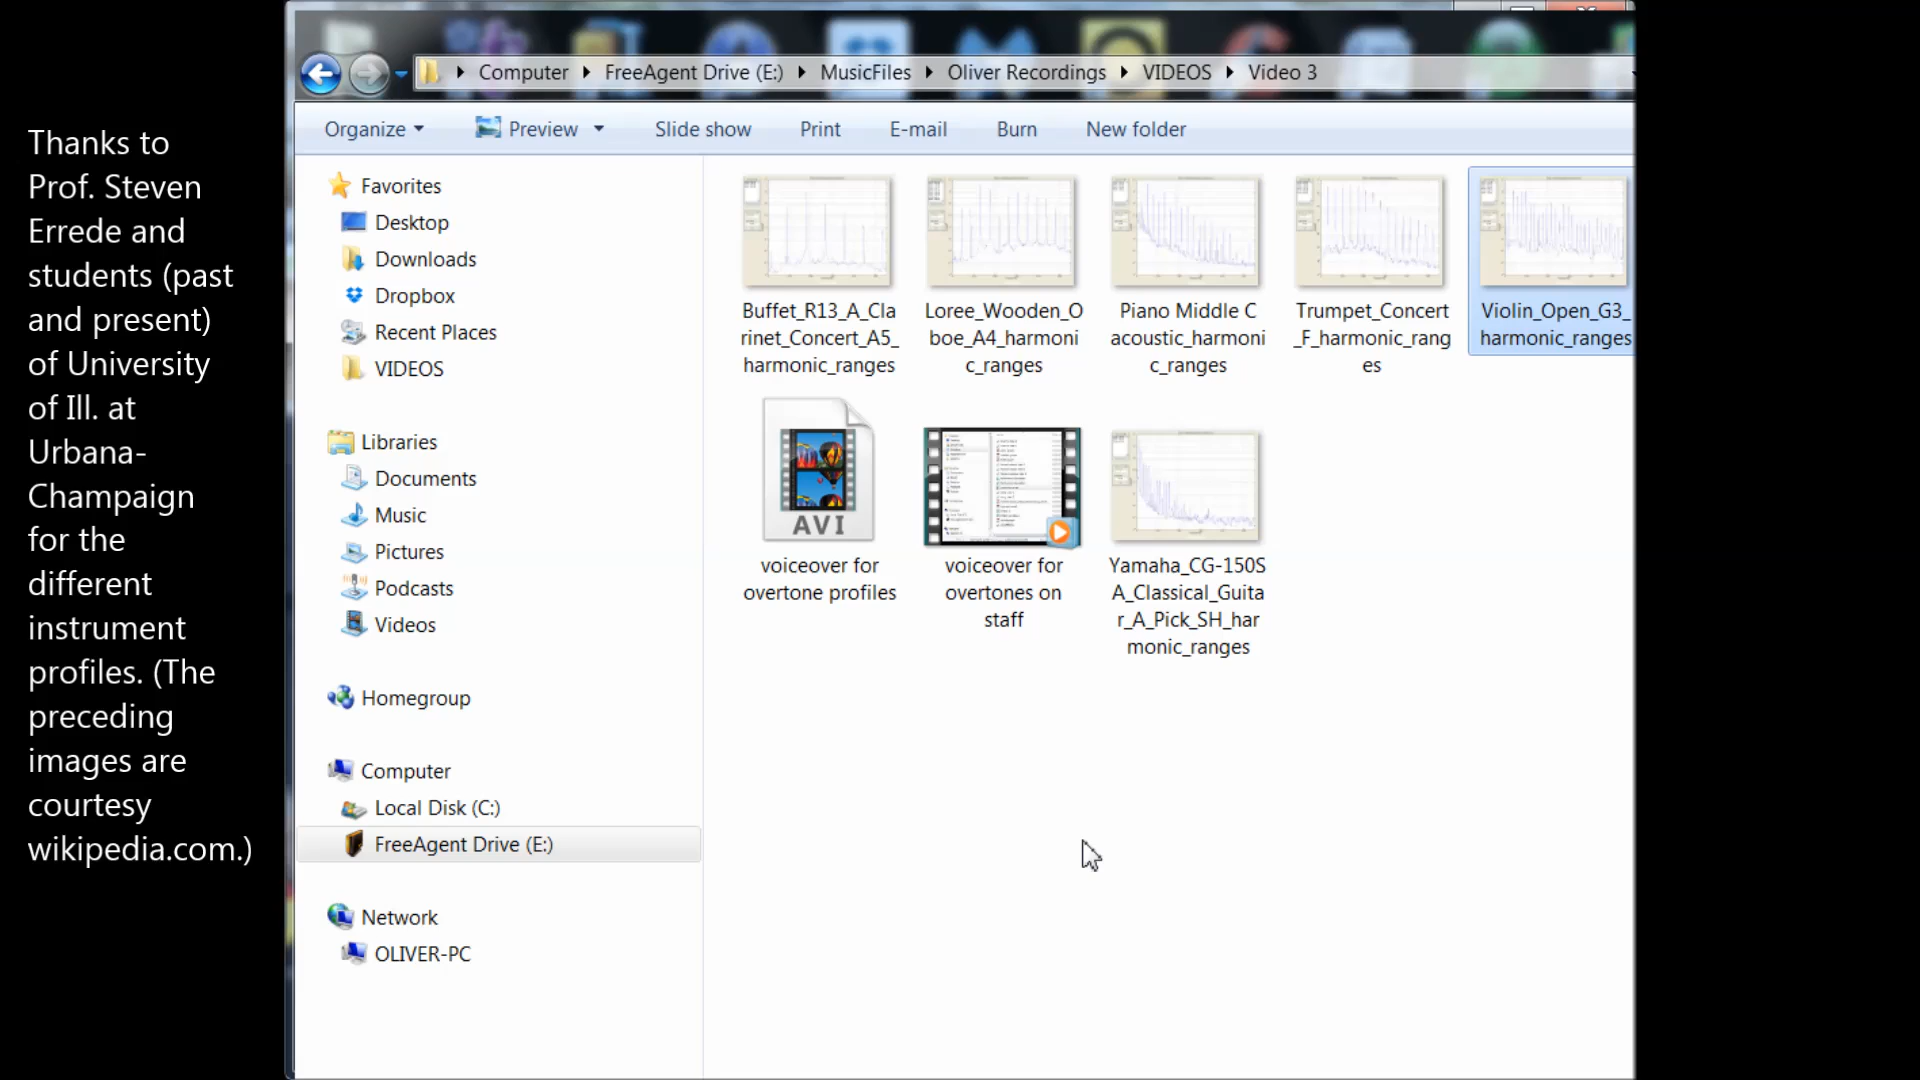 Thanks to
Prof. Steven
Errede and
students (past
and present)
of University
of Ill. at
Urbana-
Champaign
for the
different
instrument
profiles. (The
preceding
images are
courtesy
wikipedia.com.)
Computer FreeAgent Drive (E:) MusicFiles Oliver Recordings VIDEOS Video 3
Organize Preview Slide show Print E-mail Burn New folder
Favorites
Desktop
Downloads
Dropbox
Recent Places
VIDEOS
Libraries
Documents
Music
Pictures
Podcasts
Videos
Homegroup
Computer
Local Disk (C:)
FreeAgent Drive (E:)
Network
OLIVER-PC
Buffet_R13_A_Cla
rinet_Concert_A5_
harmonic_ranges
Loree_Wooden_O
boe_A4_harmoni
c_ranges
Piano Middle C
acoustic_harmoni
c_ranges
Trumpet_Concert
_F_harmonic_rang
es
Violin_Open_G3_
harmonic_ranges
AVI
voiceover for
overtone profiles
voiceover for
overtones on
staff
Yamaha_CG-150S
A_Classical_Guita
r_A_Pick_SH_har
monic_ranges